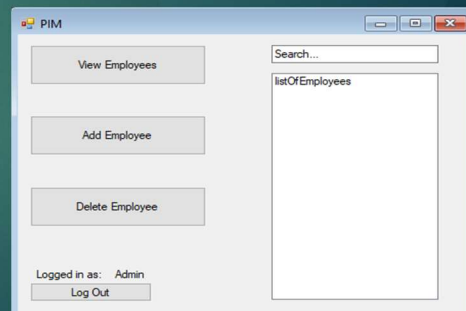 PIM
View Employees
Add Employee
Delete Employee
Logged in as: Admin
Log Out
Search...
listOfEmployees